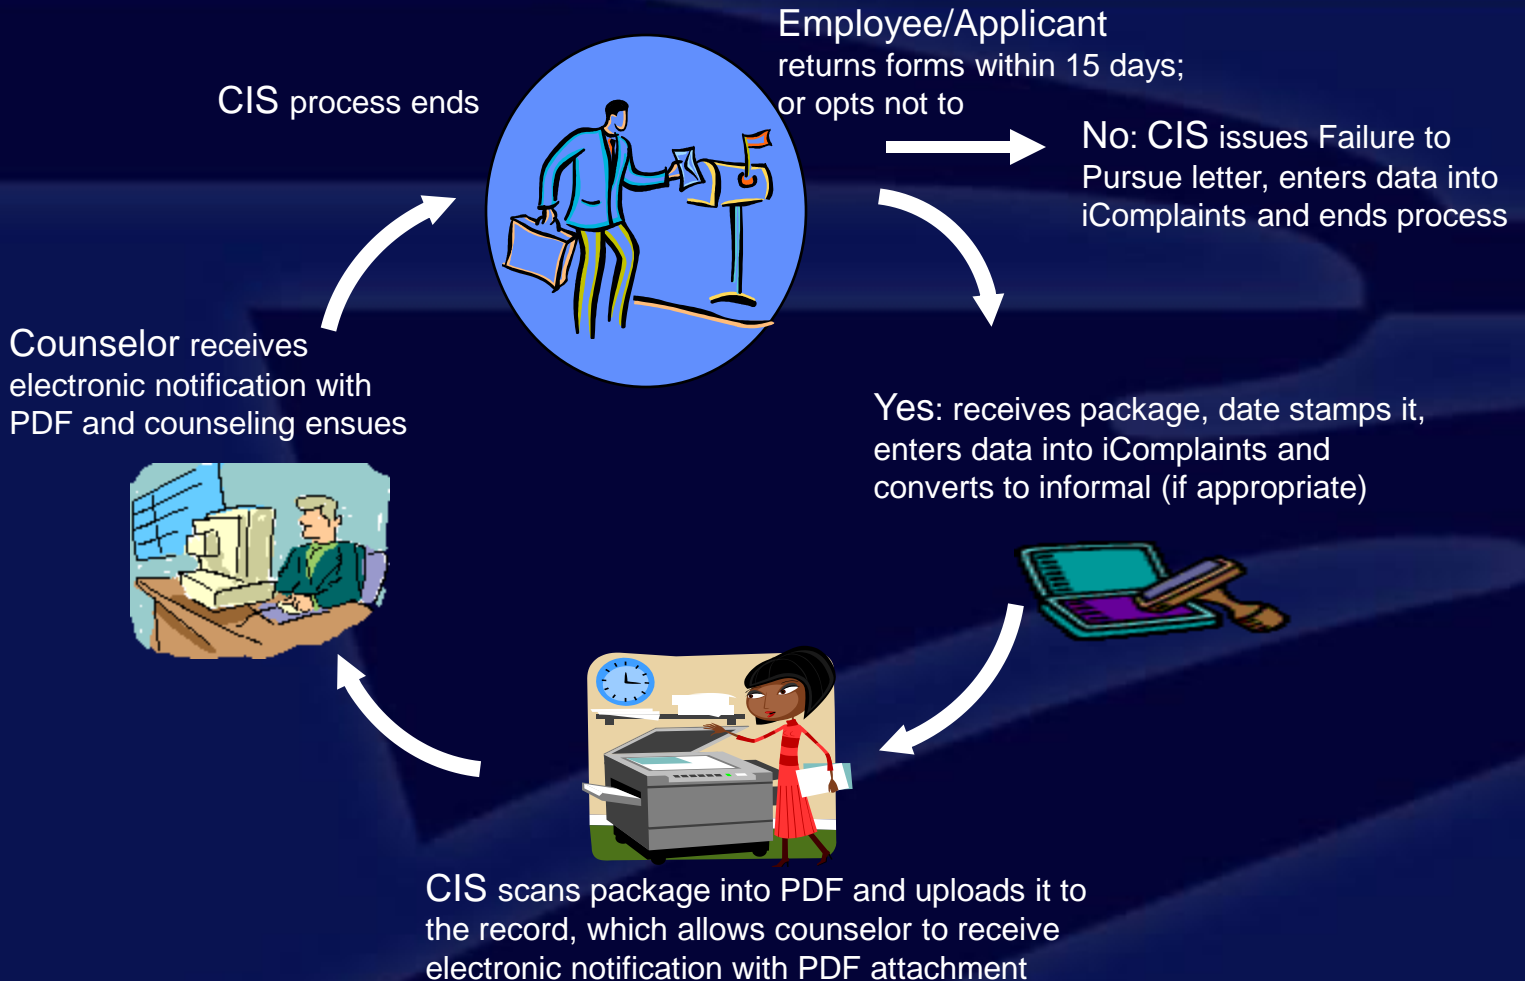 Employee/Applicant
returns forms within 15 days;
or opts not to
No: CIS issues Failure to
Pursue letter, enters data into
iComplaints and ends process
Yes: receives package, date stamps it,
enters data into iComplaints and
converts to informal (if appropriate)
CIS scans package into PDF and uploads it to
the record, which allows counselor to receive
electronic notification with PDF attachment
Counselor receives
electronic notification with
PDF and counseling ensues
CIS process ends